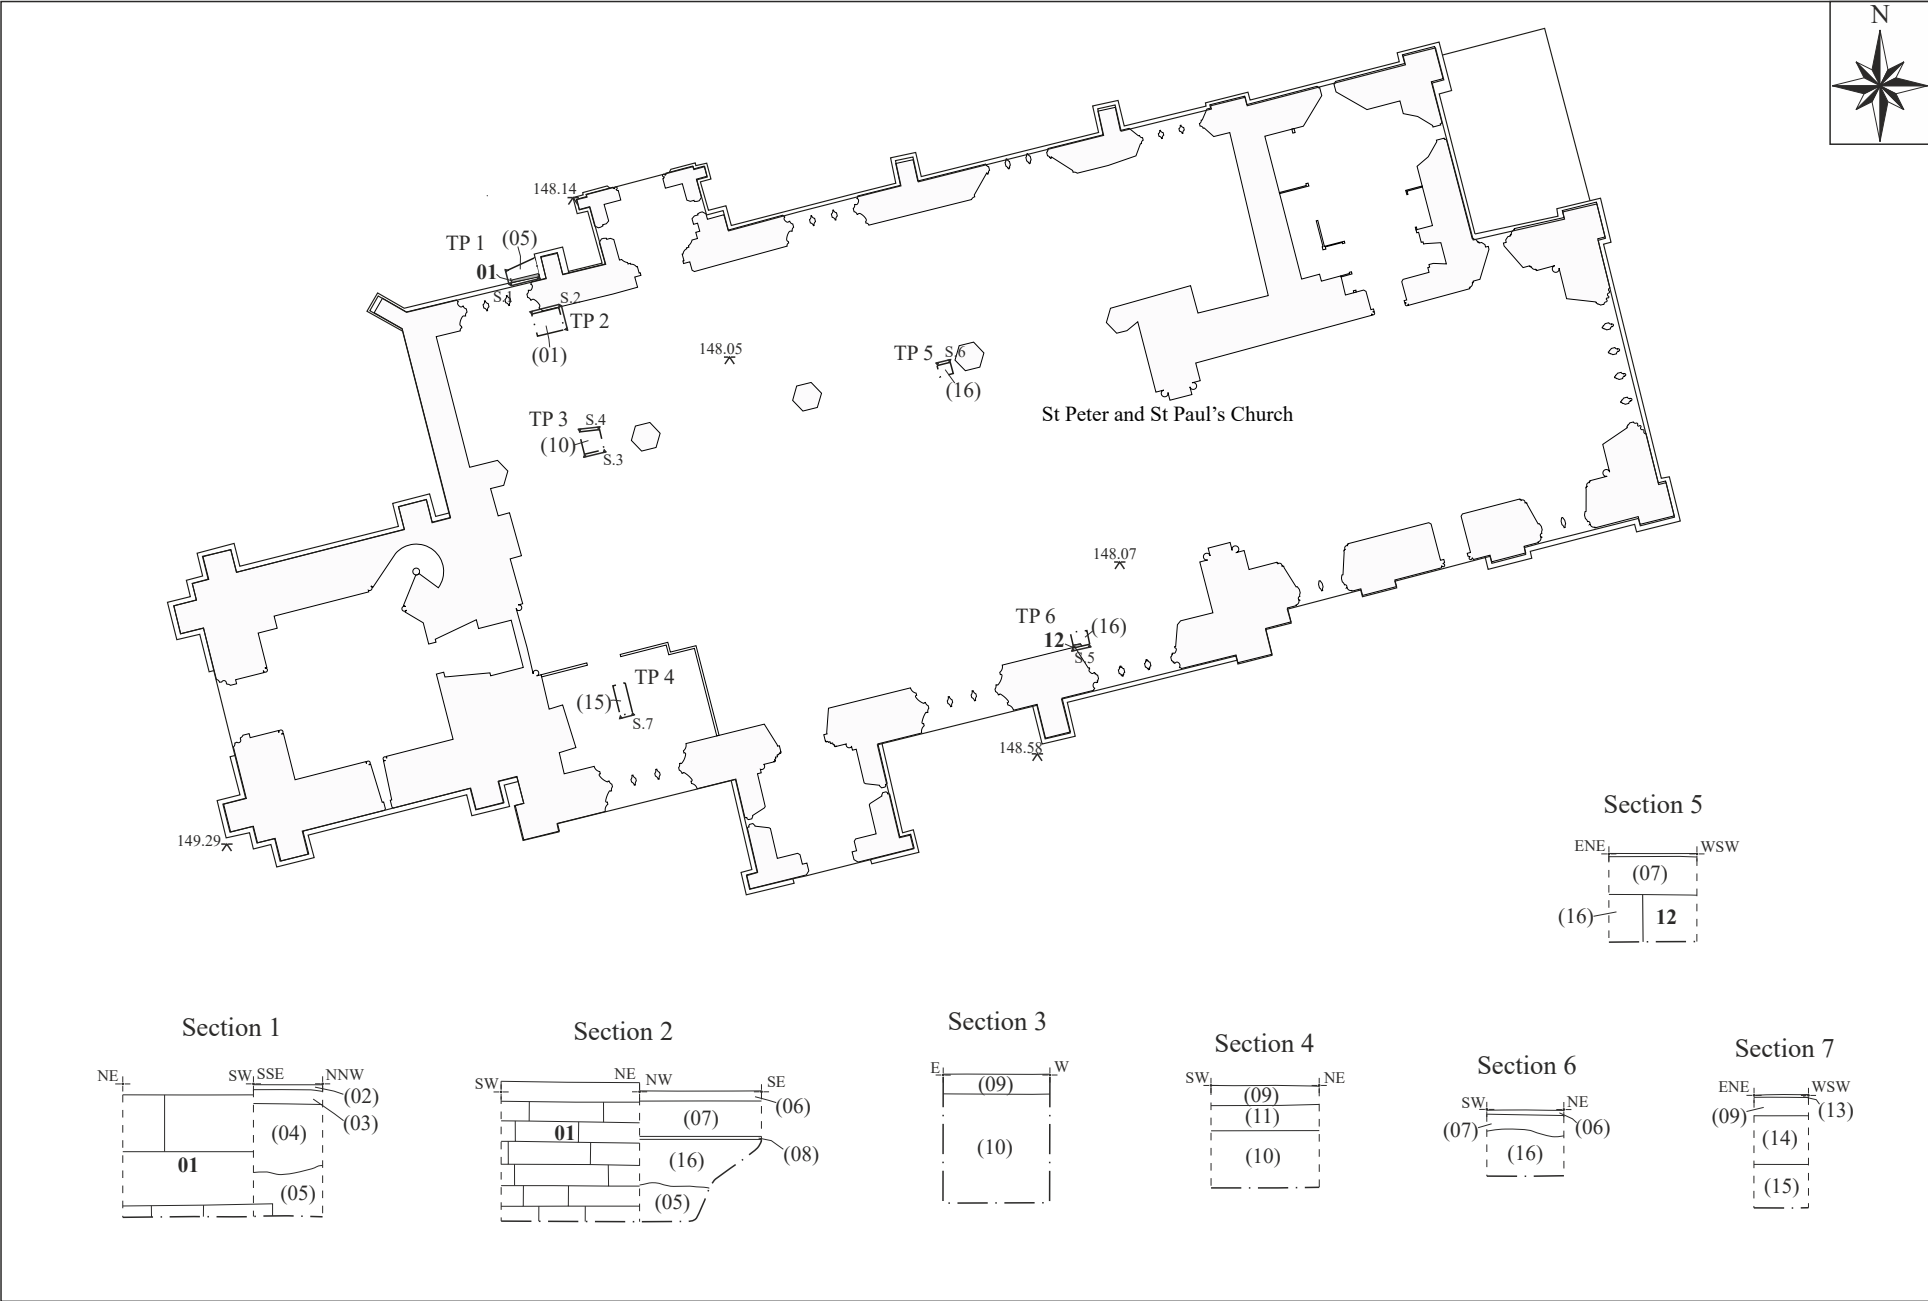 N
148.14
TP 1
(05)
01
S.1
S.2
TP 2
(01)
148.05
TP 5
S.6
(16)
St Peter and St Paul's Church
TP 3
S.4
(10)
S.3
148.07
TP 6
(16)
12
S.5
TP 4
(15)
S.7
148.58
149.29
Section 5
ENE WSW
(07)
(16)
12
Section 1
NE SW SSE NNW
(02)
(03)
(04)
01
(05)
Section 2
SW NE NW SE
(06)
(07)
01
(08)
(16)
(05)
Section 3
E W
(09)
(10)
Section 4
SW NE
(09)
(11)
(10)
Section 6
SW NE
(07) (06)
(16)
Section 7
ENE WSW
(09) (13)
(14)
(15)